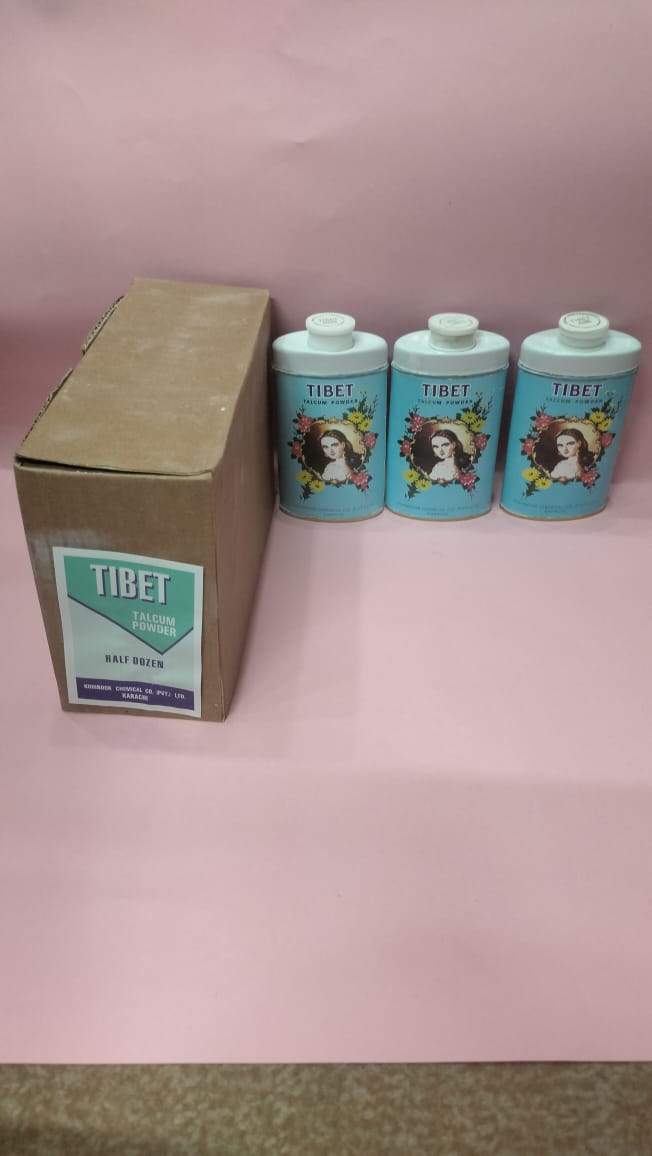 TIBET
TALCUM
POWDER
HALF DOZEN
KOHINOOR CHEMICAL CO. (PVT.) LTD.
KARACHI
TIBET
TALCUM POWDER
TIBET
TALCUM POWDER
TIBET
TALCUM POWDER